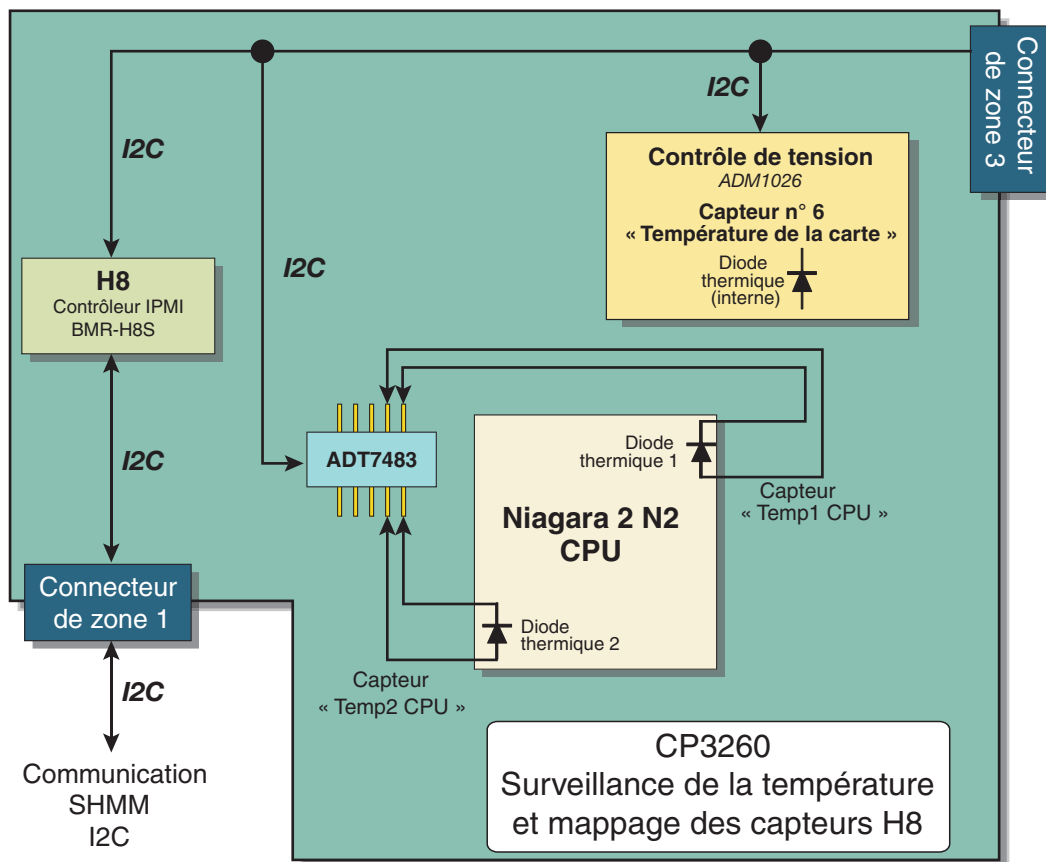 Connecteur
de zone 3
I2C
I2C
Contrôle de tension
ADM1026
Capteur n° 6
« Température de la carte »
Diode
thermique
(interne)
I2C
H8
Contrôleur IPMI
BMR-H8S
ADT7483
Diode
thermique 1
I2C
Capteur
« Temp1 CPU »
Niagara 2 N2
CPU
Connecteur
de zone 1
Diode
thermique 2
Capteur
« Temp2 CPU »
I2C
CP3260
Surveillance de la température
et mappage des capteurs H8
Communication
SHMM
I2C